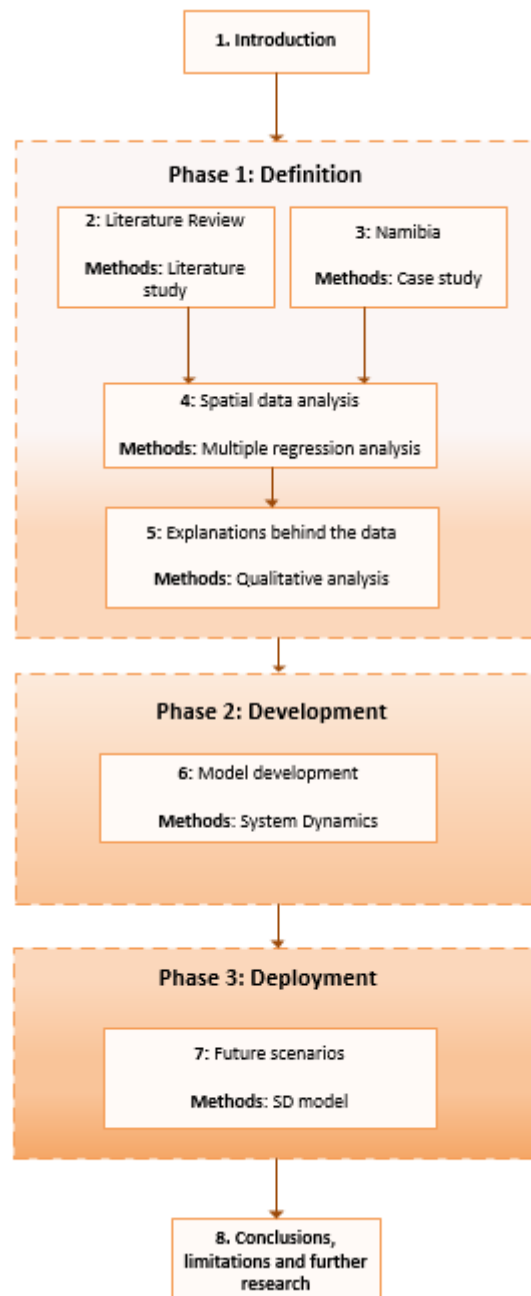 1. Introduction
Phase 1: Definition
2: Literature Review
Methods: Literature
study
3: Namibia
Methods: Case study
4: Spatial data analysis
Methods: Multiple regression analysis
5: Explanations behind the data
Methods: Qualitative analysis
Phase 2: Development
6: Model development
Methods: System Dynamics
Phase 3: Deployment
7: Future scenarios
Methods: SD model
8. Conclusions,
limitations and further
research